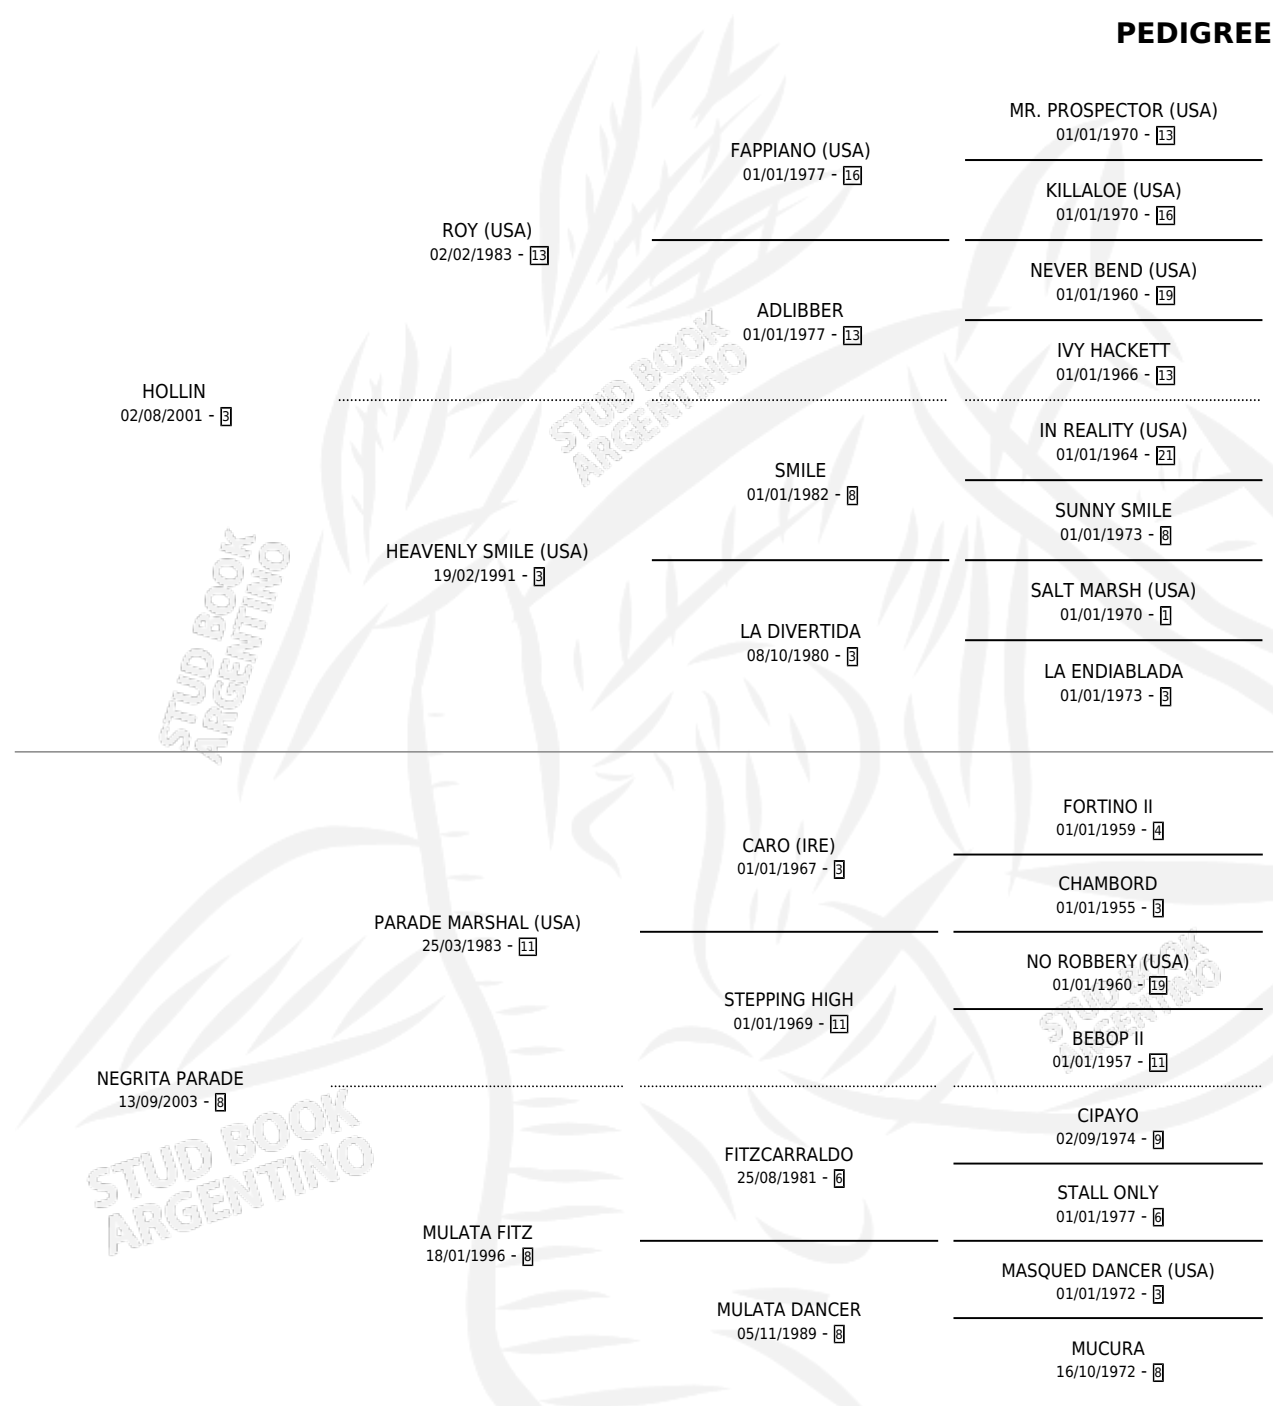 PEDIGREE
HOLLIN
02/08/2001 - 3
ROY (USA)
02/02/1983 - 13
HEAVENLY SMILE (USA)
19/02/1991 - 3
FAPPIANO (USA)
01/01/1977 - 16
ADLIBBER
01/01/1977 - 13
SMILE
01/01/1982 - 8
LA DIVERTIDA
08/10/1980 - 3
MR. PROSPECTOR (USA)
01/01/1970 - 13
KILLALOE (USA)
01/01/1970 - 16
NEVER BEND (USA)
01/01/1960 - 19
IVY HACKETT
01/01/1966 - 13
IN REALITY (USA)
01/01/1964 - 21
SUNNY SMILE
01/01/1973 - 8
SALT MARSH (USA)
01/01/1970 - 1
LA ENDIABLADA
01/01/1973 - 3
NEGRITA PARADE
13/09/2003 - 8
PARADE MARSHAL (USA)
25/03/1983 - 11
MULATA FITZ
18/01/1996 - 8
CARO (IRE)
01/01/1967 - 3
STEPPING HIGH
01/01/1969 - 11
FITZCARRALDO
25/08/1981 - 6
MULATA DANCER
05/11/1989 - 8
FORTINO II
01/01/1959 - 4
CHAMBORD
01/01/1955 - 3
NO ROBBERY (USA)
01/01/1960 - 19
BEBOP II
01/01/1957 - 11
CIPAYO
02/09/1974 - 9
STALL ONLY
01/01/1977 - 6
MASQUED DANCER (USA)
01/01/1972 - 3
MUCURA
16/10/1972 - 8
STUD BOOK
ARGENTINO
STUD BOOK
ARGENTINO
STUD BOOK
ARGENTINO
STUD BOOK
ARGENTINO